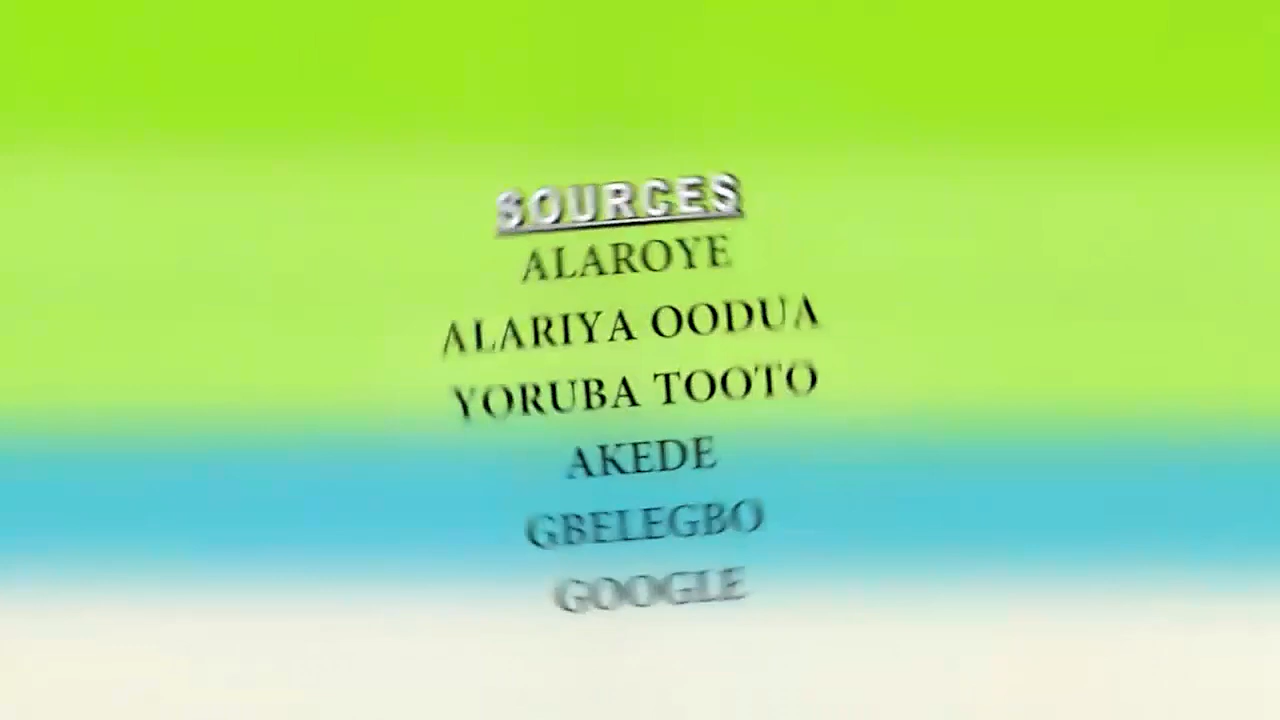 SOURCES
ALAROYE
ALARIYA OODUA
YORUBA TOOTO
AKEDE
GBELEGBO
GOOGLE